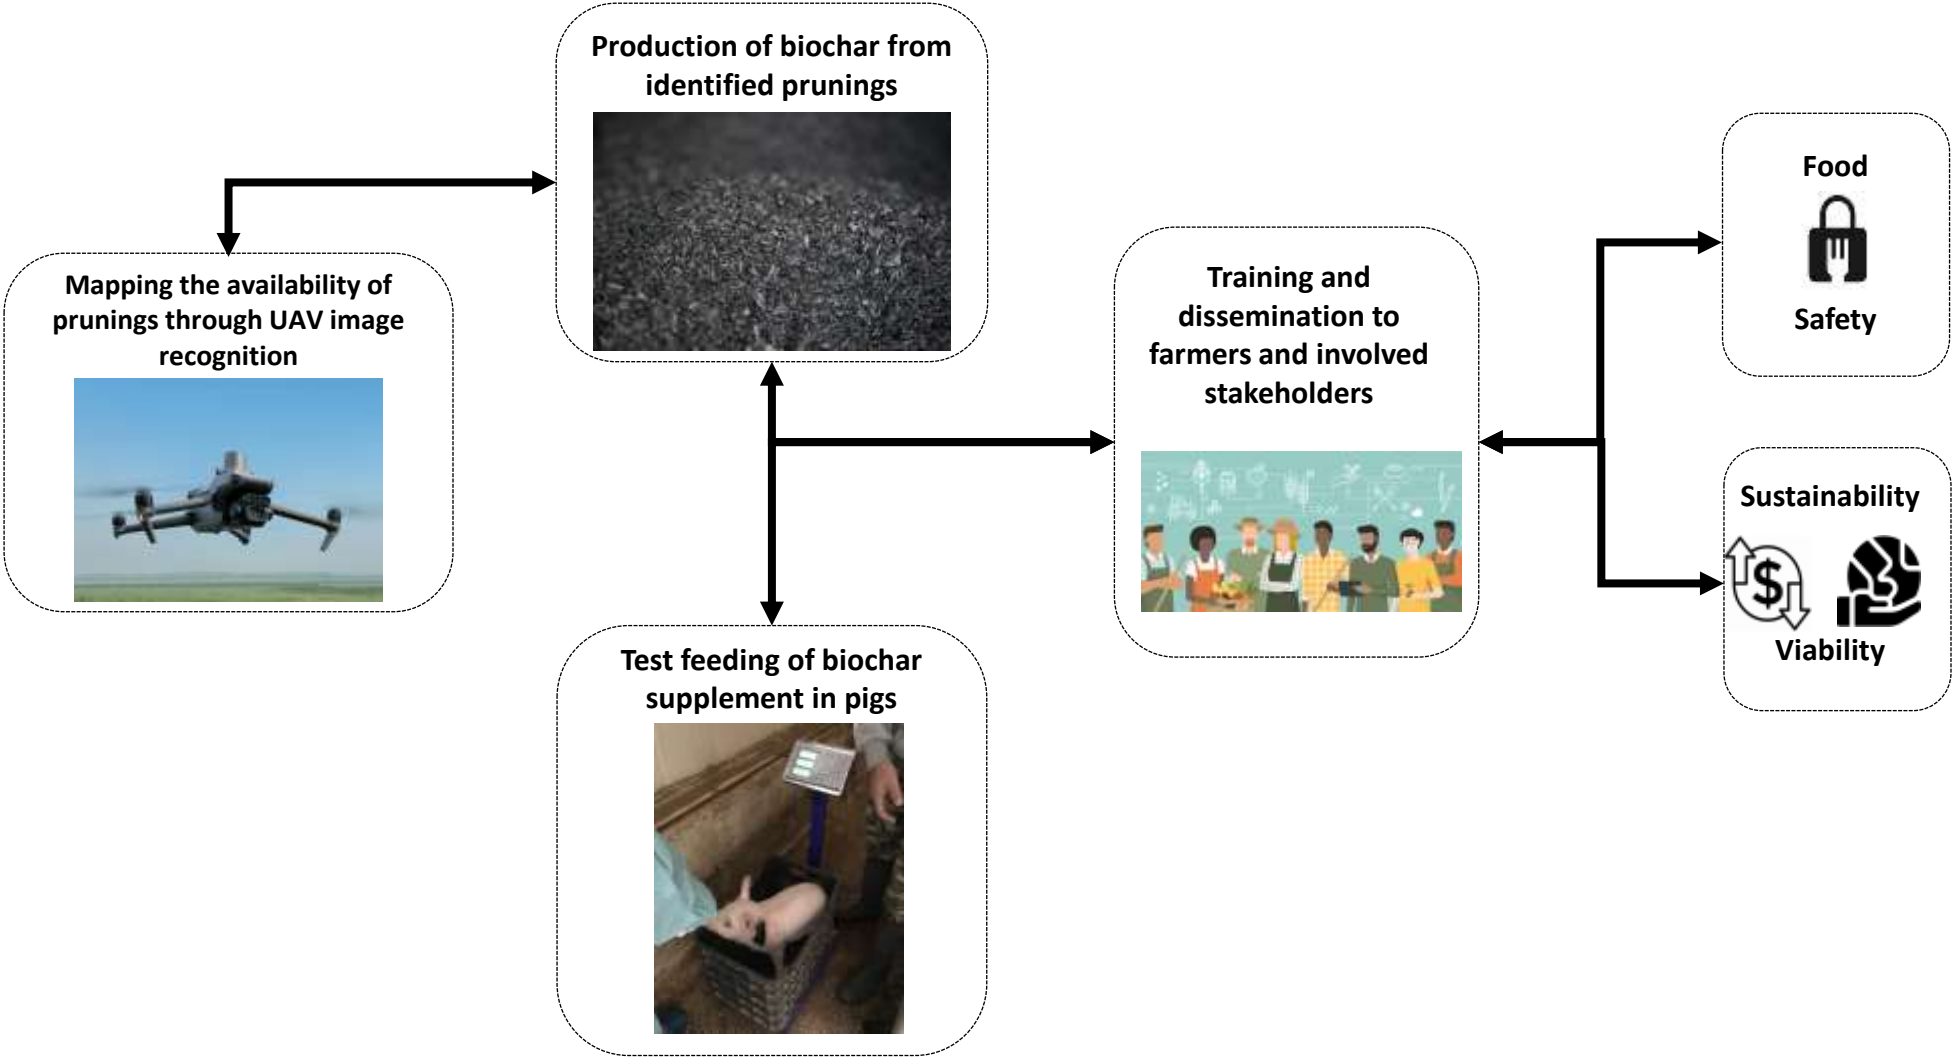 Production of biochar from
identified prunings
Mapping the availability of
prunings through UAV image
recognition
Test feeding of biochar
supplement in pigs
Training and
dissemination to
farmers and involved
stakeholders
Food
Safety
Sustainability
$
Viability